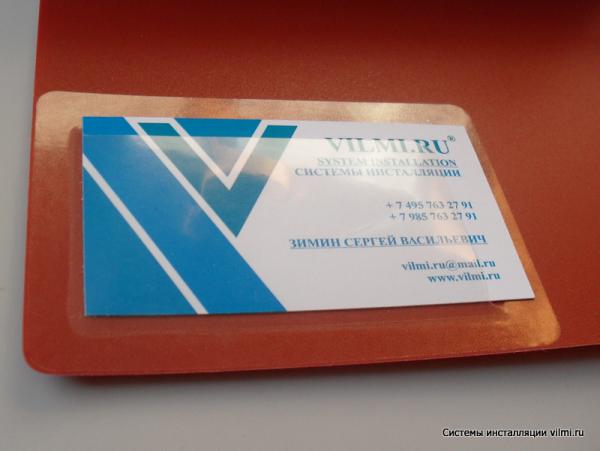 VILMI.RU®
SYSTEM INSTALLATION
СИСТЕМЫ ИНСТАЛЛЯЦИИ
+ 7 495 763 27 91
+ 7 985 763 27 91
ЗИМИН СЕРГЕЙ ВАСИЛЬЕВИЧ
vilmi.ru@mail.ru
www.vilmi.ru
Системы инсталляции vilmi.ru